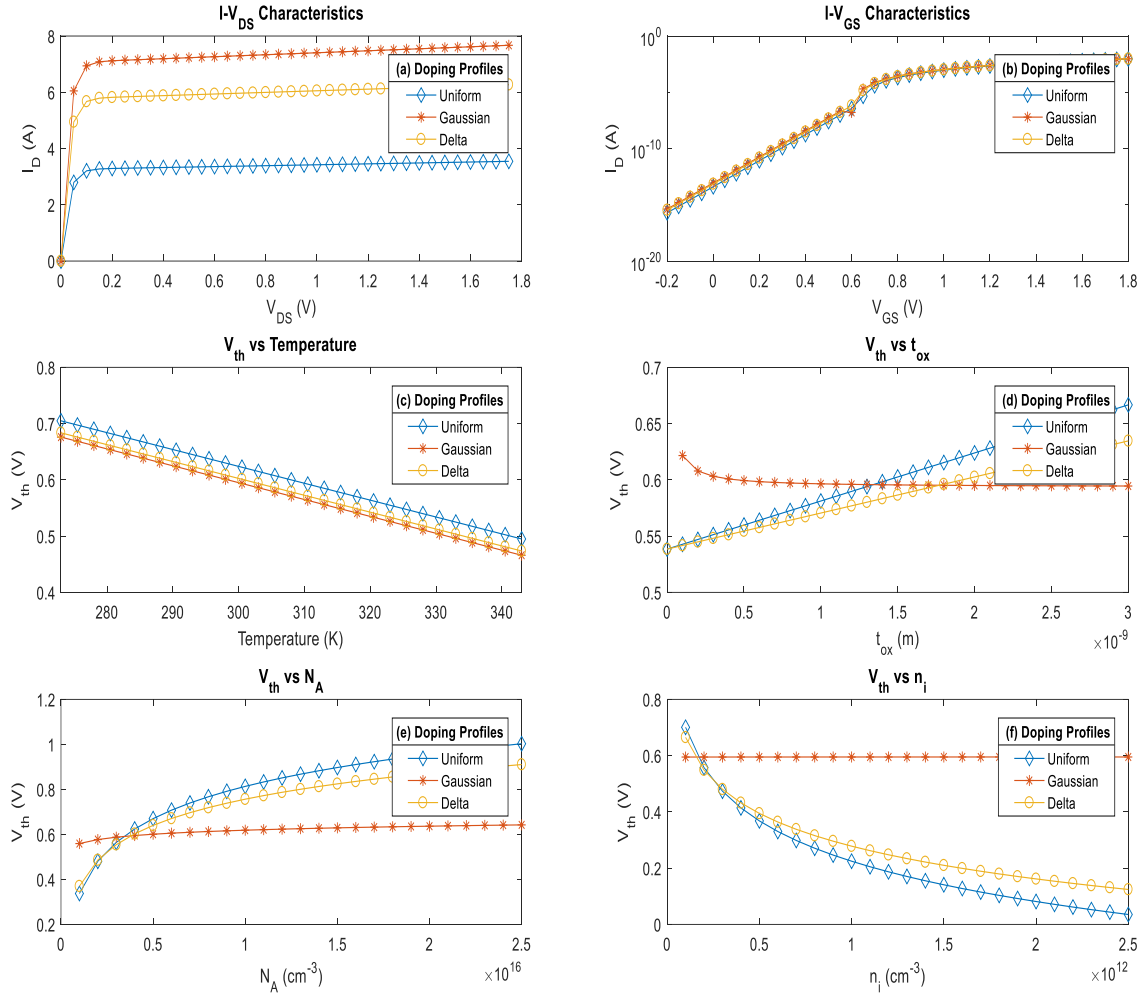 I-V_DS Characteristics
8
6
4
2
0
0 0.2 0.4 0.6 0.8 1 1.2 1.4 1.6 1.8
I_D (A)
V_DS (V)
(a) Doping Profiles
Uniform
Gaussian
Delta
I-V_GS Characteristics
10^0
10^-10
10^-20
-0.2 0 0.2 0.4 0.6 0.8 1 1.2 1.4 1.6 1.8
I_D (A)
V_GS (V)
(b) Doping Profiles
Uniform
Gaussian
Delta
V_th vs Temperature
0.8
0.7
0.6
0.5
0.4
280 290 300 310 320 330 340
V_th (V)
Temperature (K)
(c) Doping Profiles
Uniform
Gaussian
Delta
V_th vs t_ox
0.7
0.65
0.6
0.55
0.5
0 0.5 1 1.5 2 2.5 3
V_th (V)
t_ox (m)
×10^-9
(d) Doping Profiles
Uniform
Gaussian
Delta
V_th vs N_A
1.2
1
0.8
0.6
0.4
0.2
0 0.5 1 1.5 2 2.5
V_th (V)
N_A (cm^-3)
×10^16
(e) Doping Profiles
Uniform
Gaussian
Delta
V_th vs n_i
0.8
0.6
0.4
0.2
0
0 0.5 1 1.5 2 2.5
V_th (V)
n_i (cm^-3)
×10^12
(f) Doping Profiles
Uniform
Gaussian
Delta